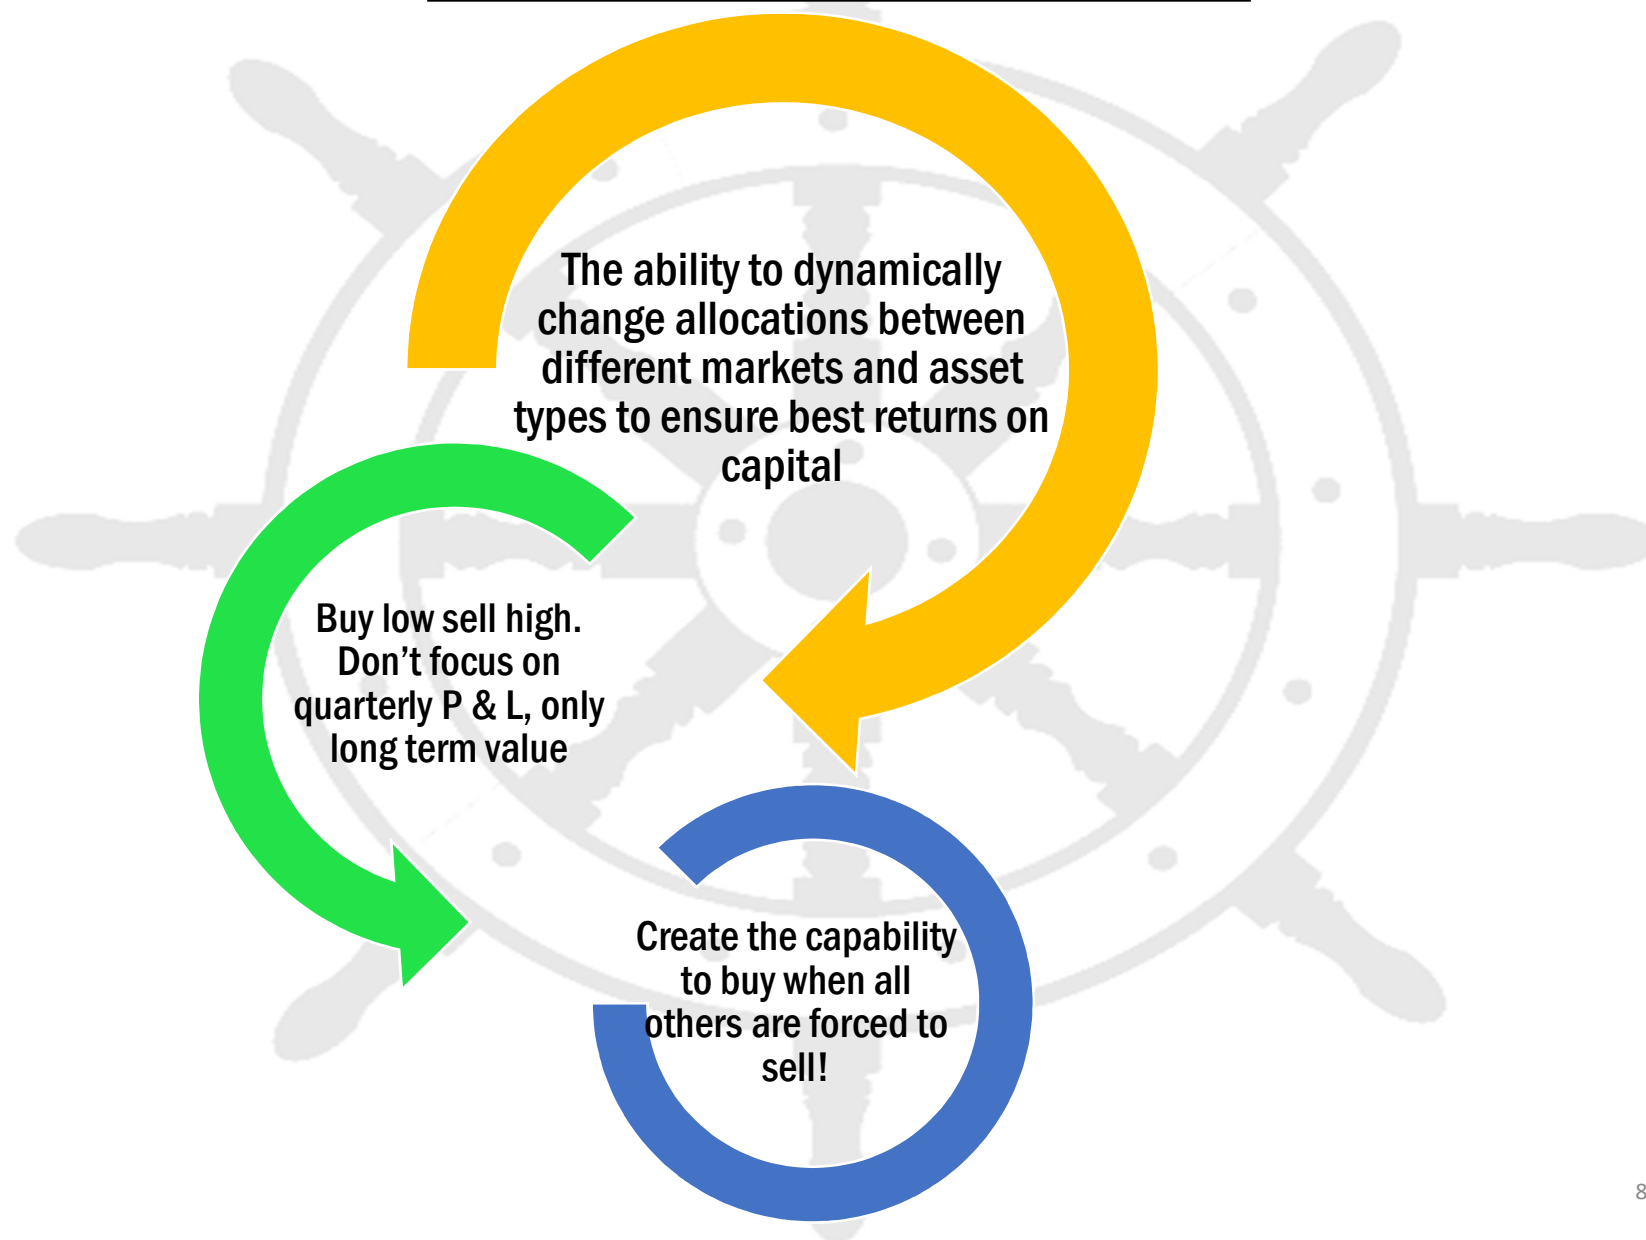 The ability to dynamically
change allocations between
different markets and asset
types to ensure best returns on
capital
Buy low sell high.
Don’t focus on
quarterly P & L, only
long term value
Create the capability
to buy when all
others are forced to
sell!
8